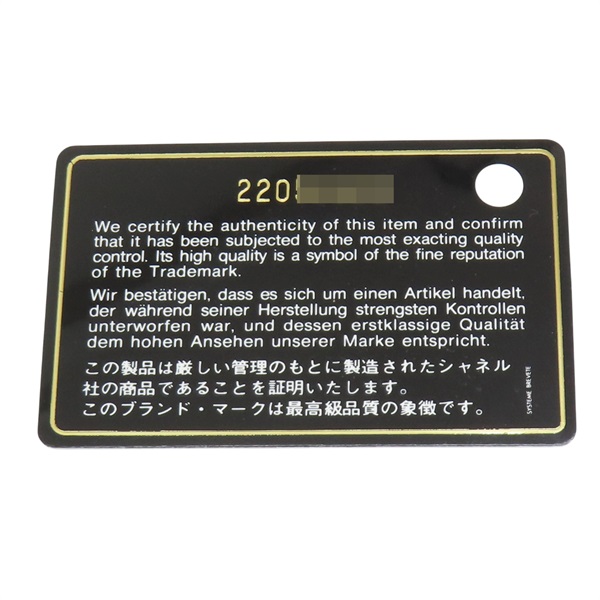 220
We certify the authenticity of this item and confirm
that it has been subjected to the most exacting quality
control. Its high quality is a symbol of the fine reputation
of the Trademark.
Wir bestätigen, dass es sich um einen Artikel handelt,
der während seiner Herstellung strengsten Kontrollen
unterworfen war, und dessen erstklassige Qualität
dem hohen Ansehen unserer Marke entspricht.
この製品は厳しい管理のもとに製造されたシャネル
社の商品であることを証明いたします。
このブランド・マークは最高級品質の象徴です。
SYSTEME BREVETE